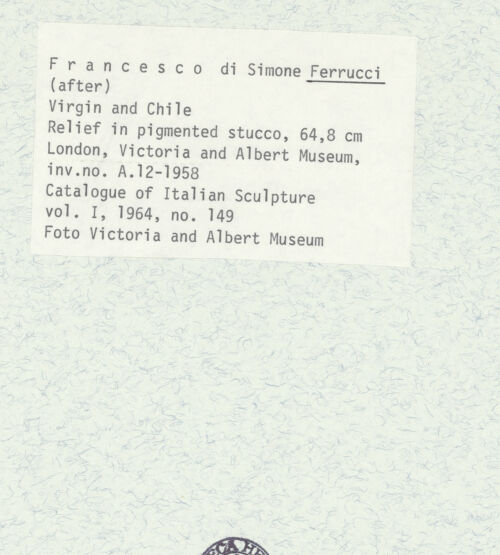 F r a n c e s c o  di Simone Ferrucci
(after)
Virgin and Chile
Relief in pigmented stucco, 64,8 cm
London, Victoria and Albert Museum,
inv.no. A.12-1958
Catalogue of Italian Sculpture
vol. I, 1964, no. 149
Foto Victoria and Albert Museum